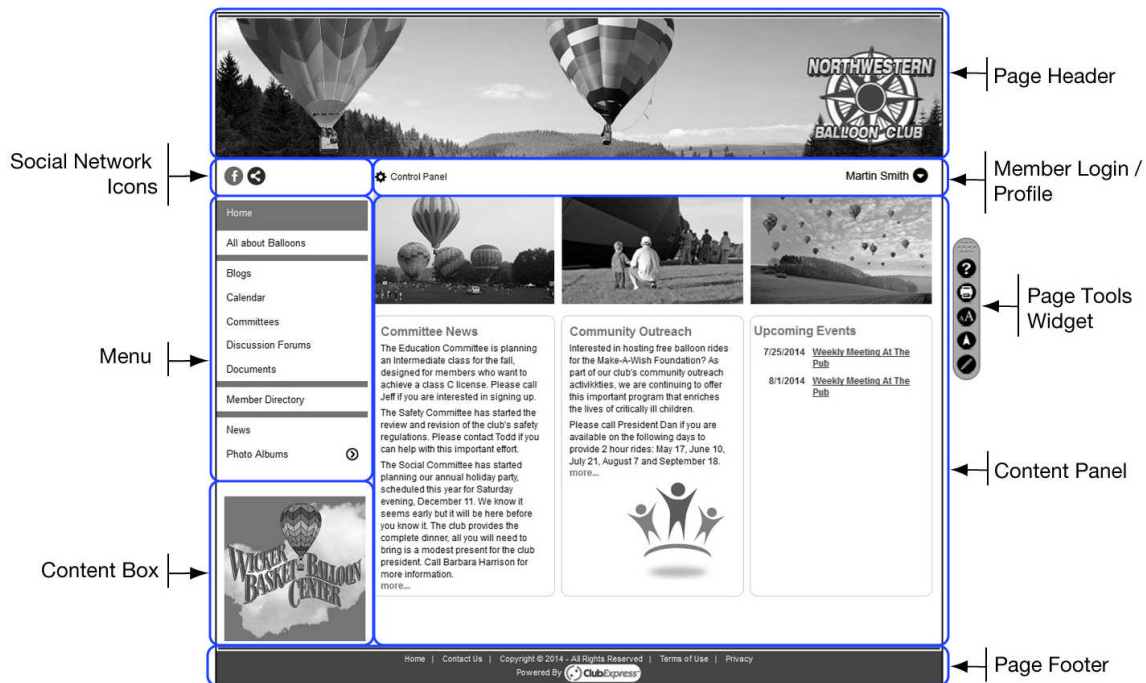 NORTHWESTERN
BALLOON CLUB
Page Header
Social Network
Icons
Control Panel
Martin Smith
Member Login /
Profile
Home
All about Balloons
Blogs
Calendar
Committees
Discussion Forums
Documents
Member Directory
News
Photo Albums
Menu
Committee News
The Education Committee is planning
an Intermediate class for the fall,
designed for members who want to
achieve a class C license. Please call
Jeff if you are interested in signing up.
The Safety Committee has started the
review and revision of the club's safety
regulations. Please contact Todd if you
can help with this important effort.
The Social Committee has started
planning our annual holiday party,
scheduled this year for Saturday
evening, December 11. We know it
seems early but it will be here before
you know it. The club provides the
complete dinner, all you will need to
bring is a modest present for the club
president. Call Barbara Harrison for
more information.
more...
Community Outreach
Interested in hosting free balloon rides
for the Make-A-Wish Foundation? As
part of our club's community outreach
activikties, we are continuing to offer
this important program that enriches
the lives of critically ill children.
Please call President Dan if you are
available on the following days to
provide 2 hour rides: May 17, June 10,
July 21, August 7 and September 18.
more...
Upcoming Events
7/25/2014 Weekly Meeting At The
Pub
8/1/2014 Weekly Meeting At The
Pub
?
AA
Page Tools
Widget
Content Panel
Content Box
WICKER
BASKET BALLOON
CENTER
Home | Contact Us | Copyright © 2014 - All Rights Reserved | Terms of Use | Privacy
Powered By ClubExpress
Page Footer